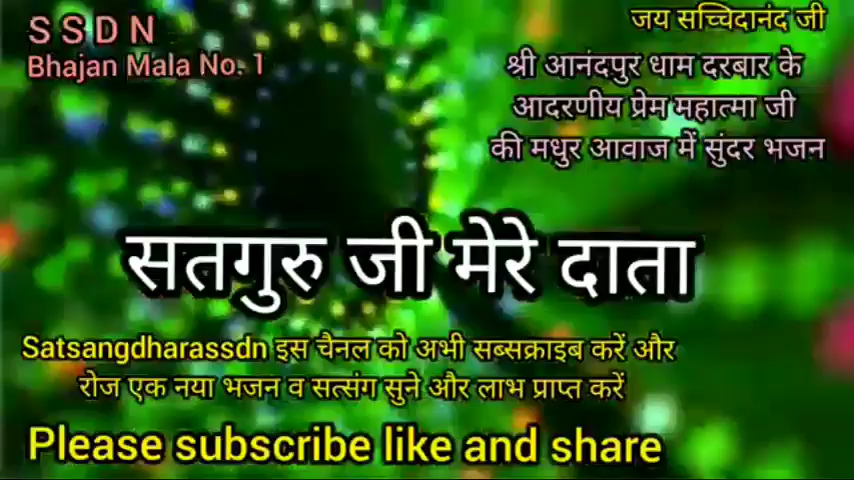 S S D N
Bhajan Mala No. 1
जय सच्चिदानंद जी
श्री आनंदपुर धाम दरबार के
आदरणीय प्रेम महात्मा जी
की मधुर आवाज में सुंदर भजन
सतगुरु जी मेरे दाता
Satsangdharassdn इस चैनल को अभी सब्सक्राइब करें और
रोज एक नया भजन व सत्संग सुने और लाभ प्राप्त करें
Please subscribe like and share